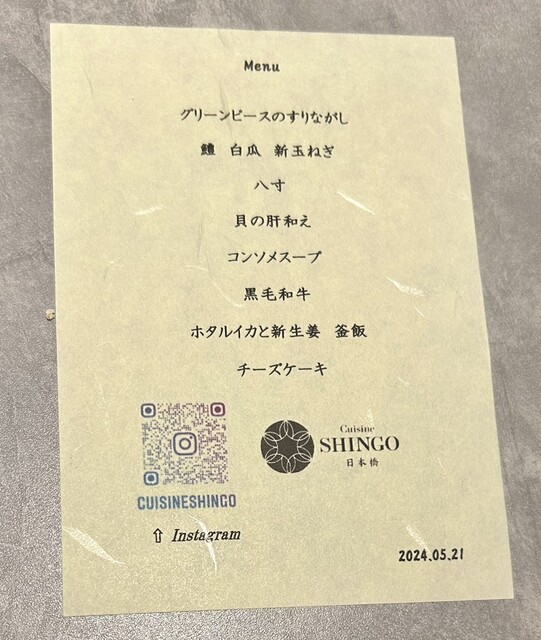 Menu
グリーンピースのすりながし
鱧 白瓜 新玉ねぎ
八寸
貝の肝和え
コンソメスープ
黒毛和牛
ホタルイカと新生姜 釜飯
チーズケーキ
CUISINESHINGO
⇧ Instagram
Cuisine
SHINGO
日本橋
2024.05.21